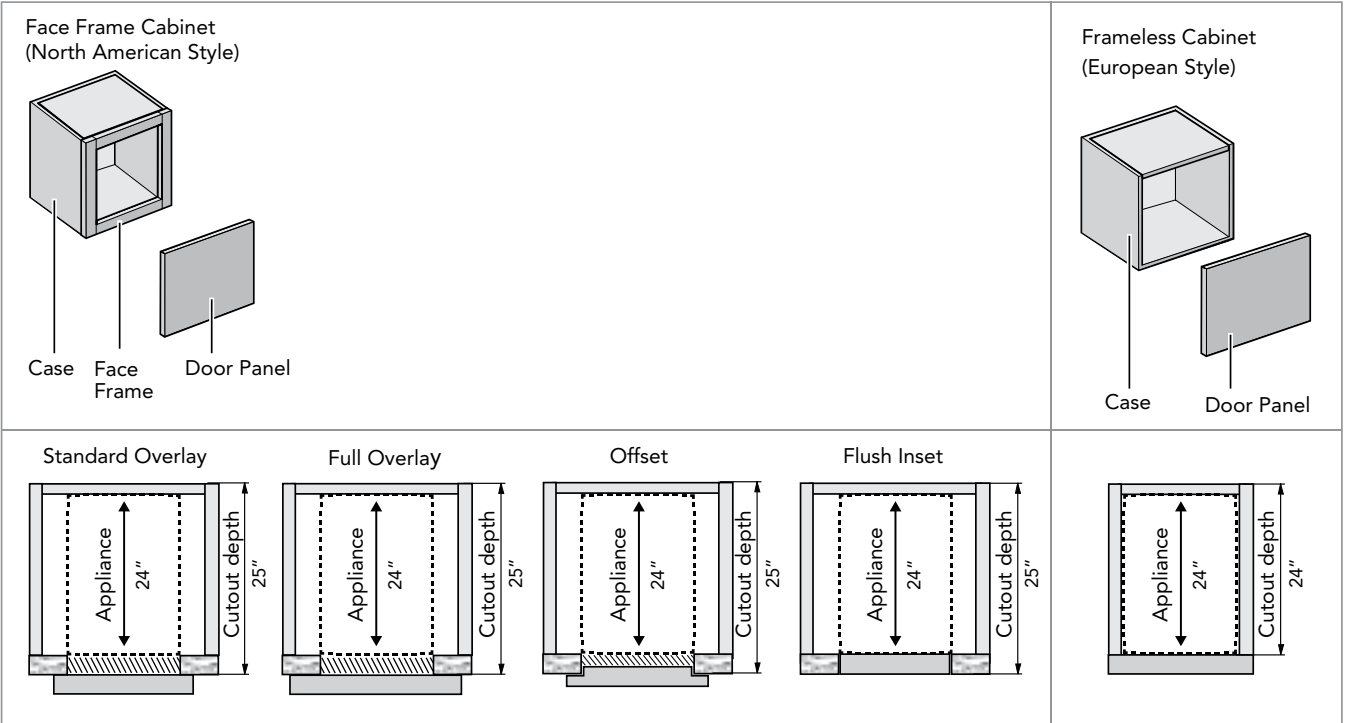 Face Frame Cabinet
(North American Style)
Case
Face
Frame
Door Panel
Frameless Cabinet
(European Style)
Case
Door Panel
Standard Overlay
Appliance
24”
Cutout depth
25”
Full Overlay
Appliance
24”
Cutout depth
25”
Offset
Appliance
24”
Cutout depth
25”
Flush Inset
Appliance
24”
Cutout depth
25”
Appliance
24”
Cutout depth
24”